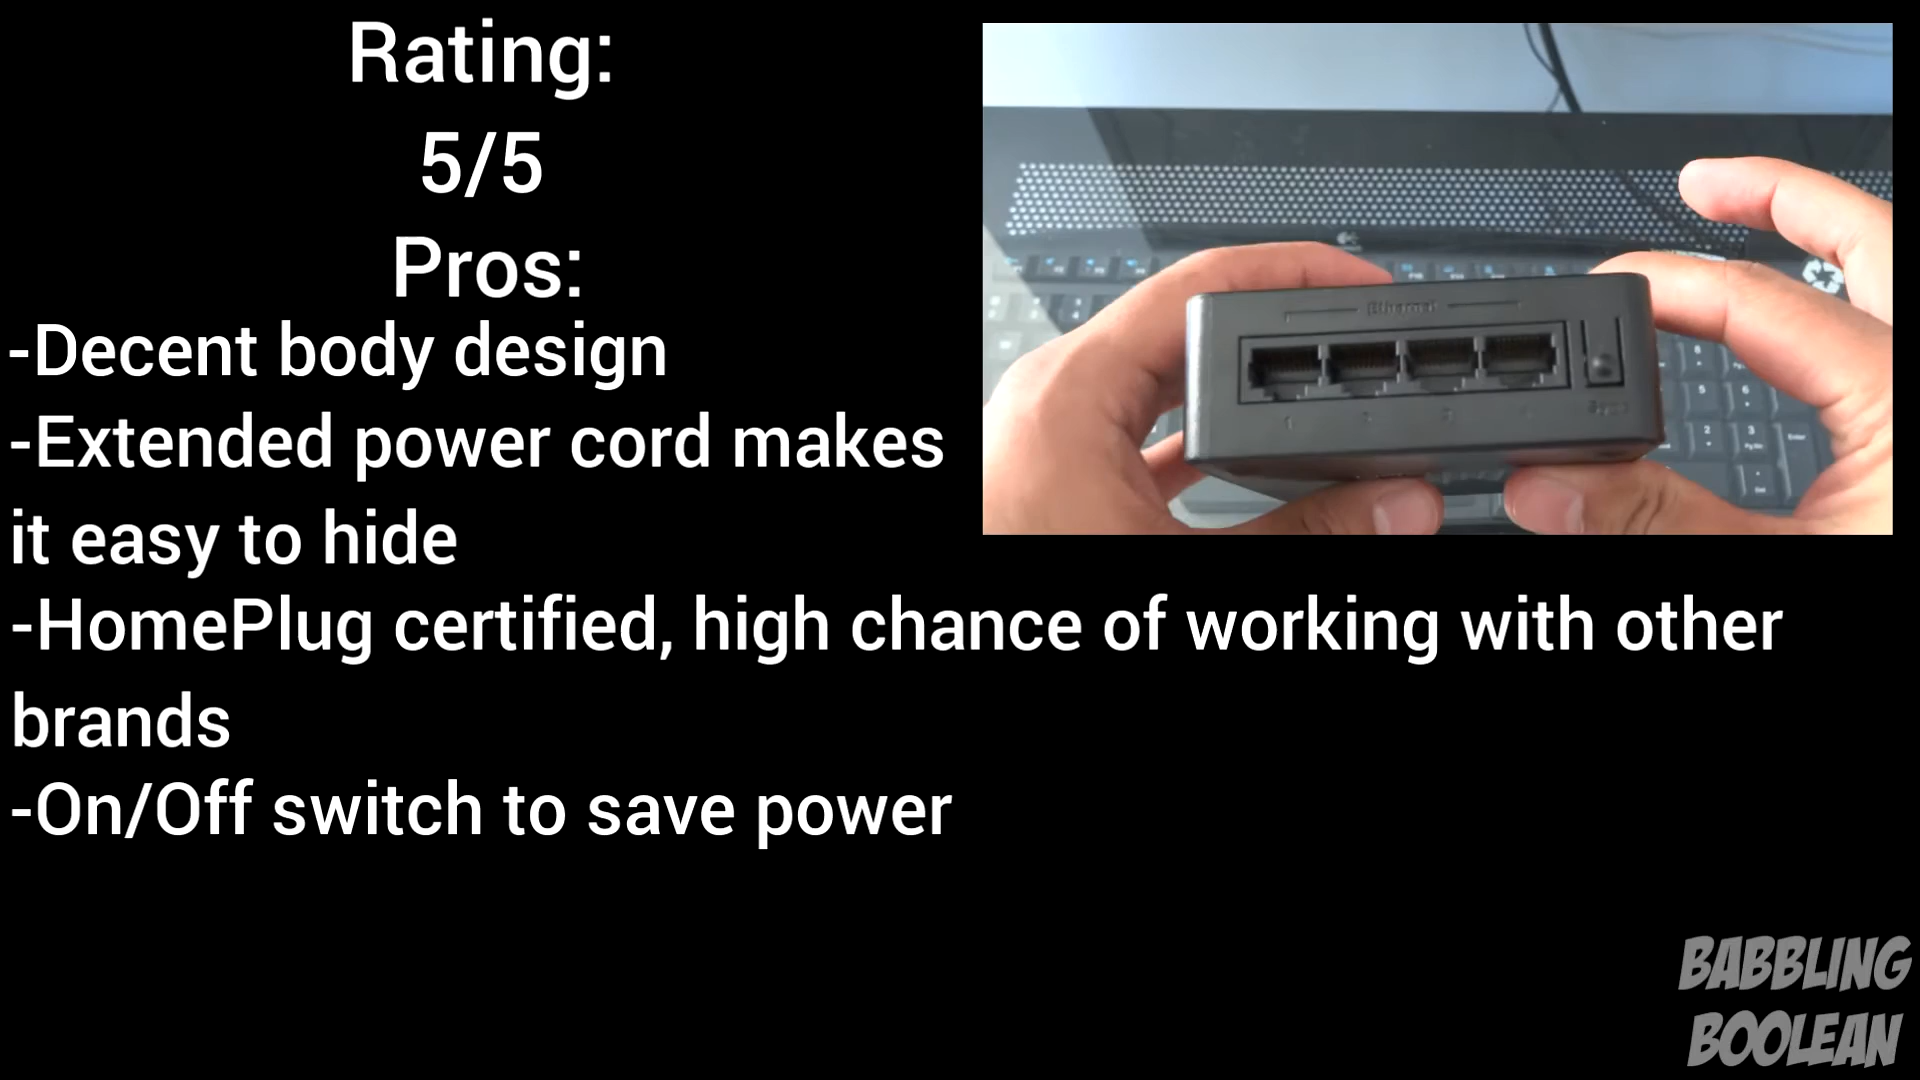 Rating:
5/5
Pros:
-Decent body design
-Extended power cord makes
it easy to hide
-HomePlug certified, high chance of working with other
brands
-On/Off switch to save power
Ethernet
BABBLING
BOOLEAN